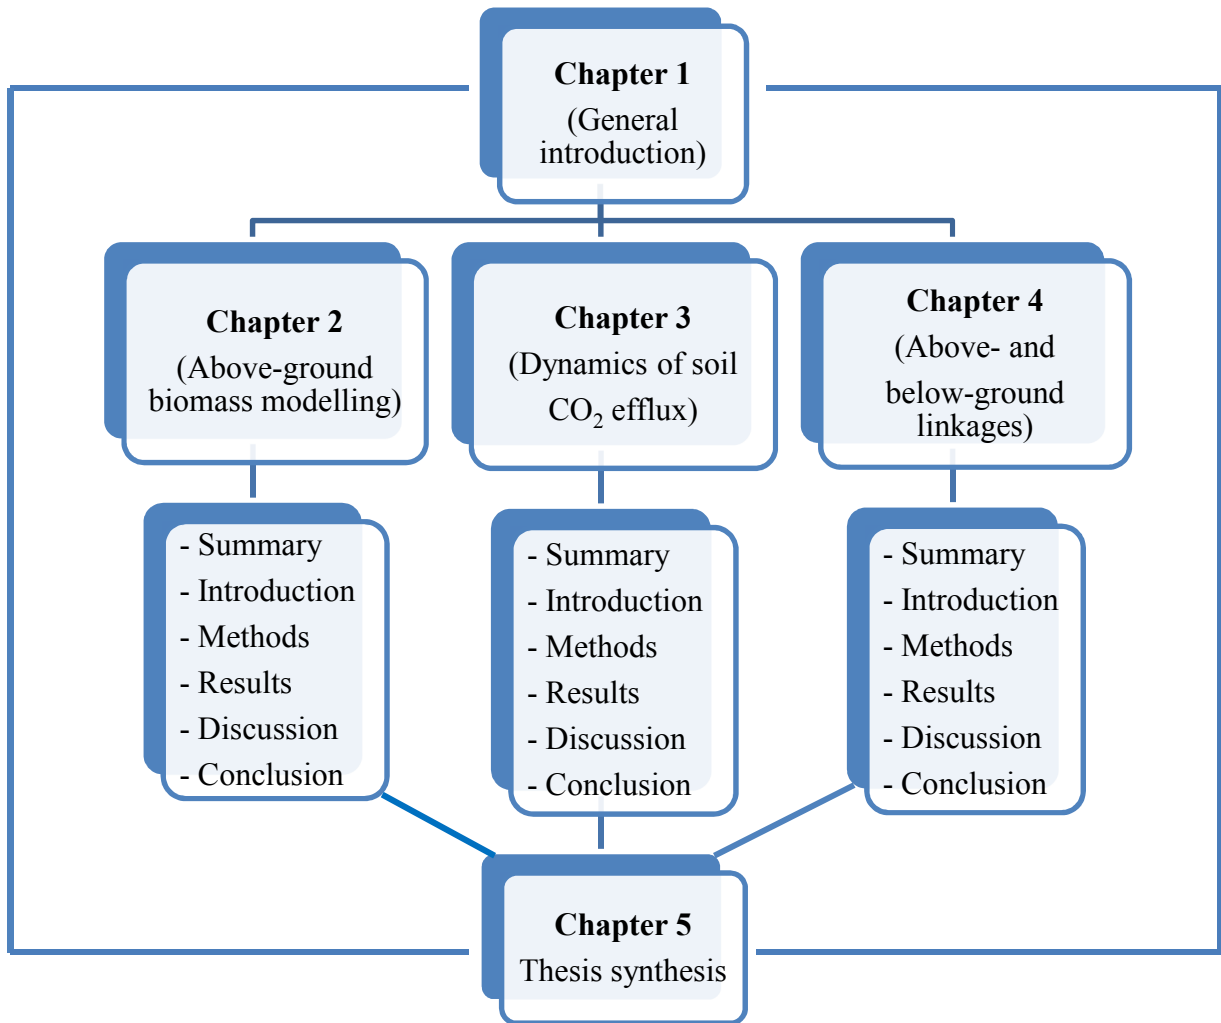 Chapter 1
(General
introduction)
Chapter 2
(Above-ground
biomass modelling)
Chapter 3
(Dynamics of soil
CO₂ efflux)
Chapter 4
(Above- and
below-ground
linkages)
- Summary
- Introduction
- Methods
- Results
- Discussion
- Conclusion
- Summary
- Introduction
- Methods
- Results
- Discussion
- Conclusion
- Summary
- Introduction
- Methods
- Results
- Discussion
- Conclusion
Chapter 5
Thesis synthesis